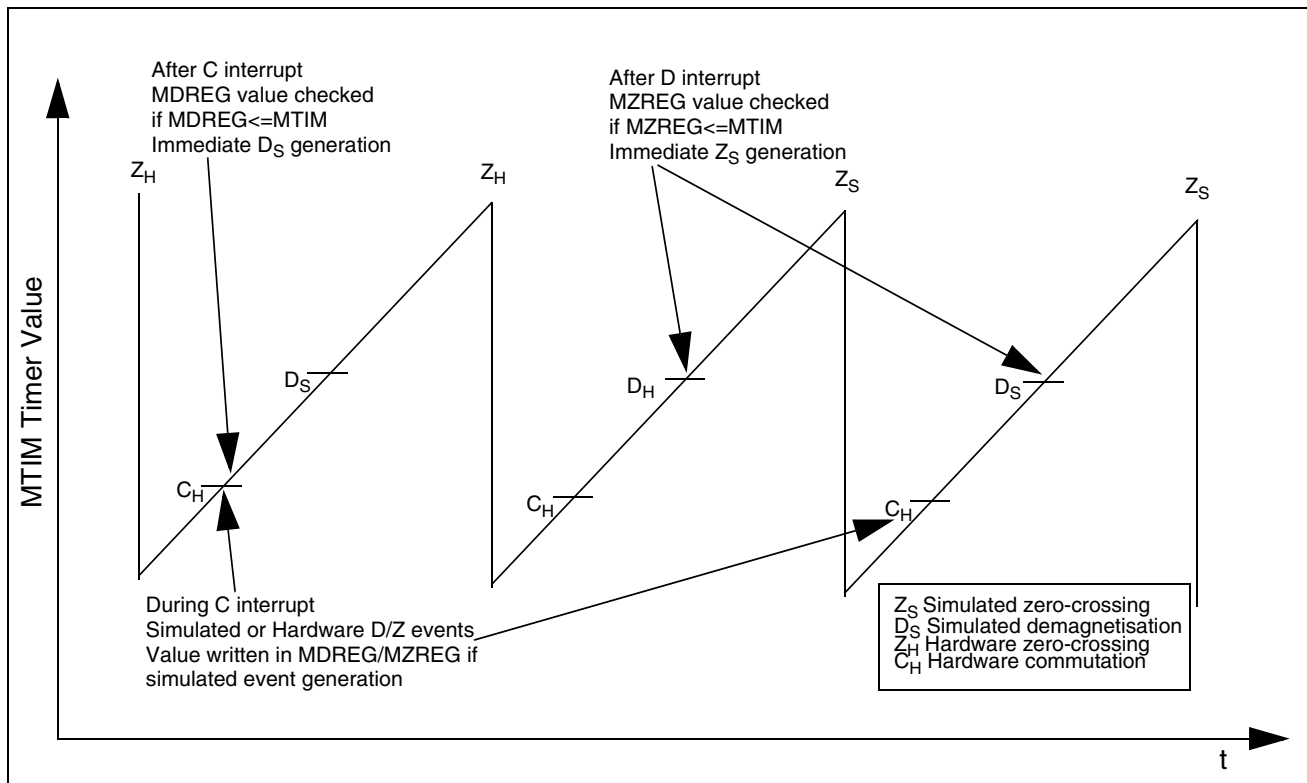 After C interrupt
MDREG value checked
if MDREG<=MTIM
Immediate DS generation
After D interrupt
MZREG value checked
if MZREG<=MTIM
Immediate ZS generation
ZH
ZH
ZS
ZS
MTIM Timer Value
DS
DH
DS
CH
CH
CH
During C interrupt
Simulated or Hardware D/Z events
Value written in MDREG/MZREG if
simulated event generation
ZS Simulated zero-crossing
DS Simulated demagnetisation
ZH Hardware zero-crossing
CH Hardware commutation
t